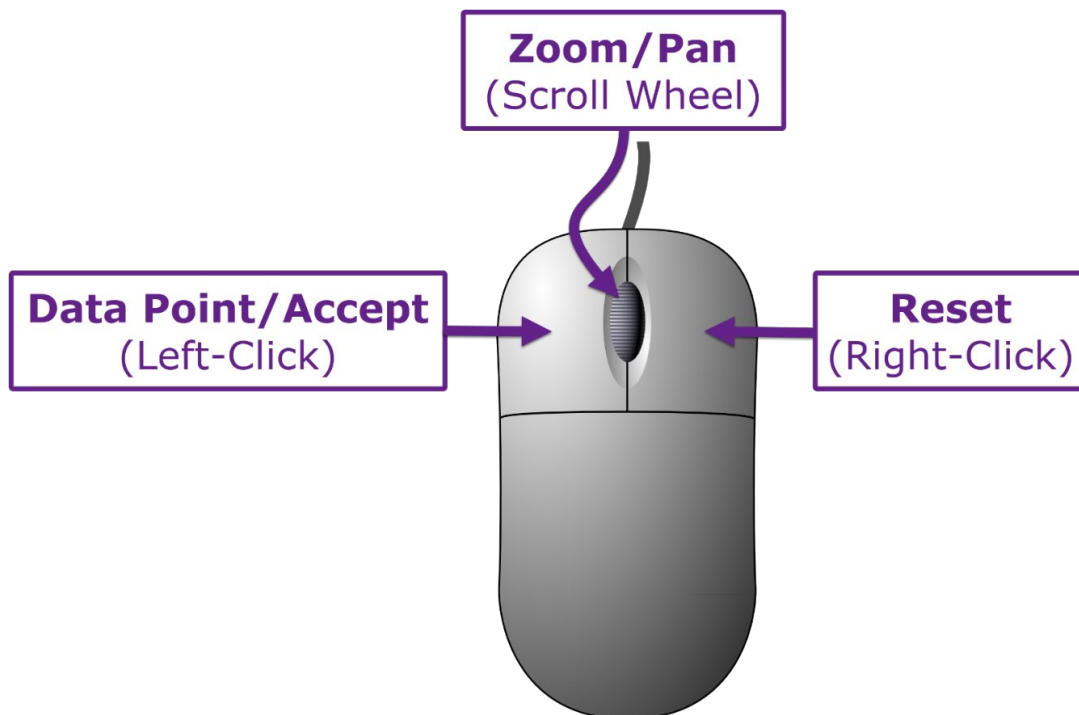 Zoom/Pan
(Scroll Wheel)
Data Point/Accept
(Left-Click)
Reset
(Right-Click)